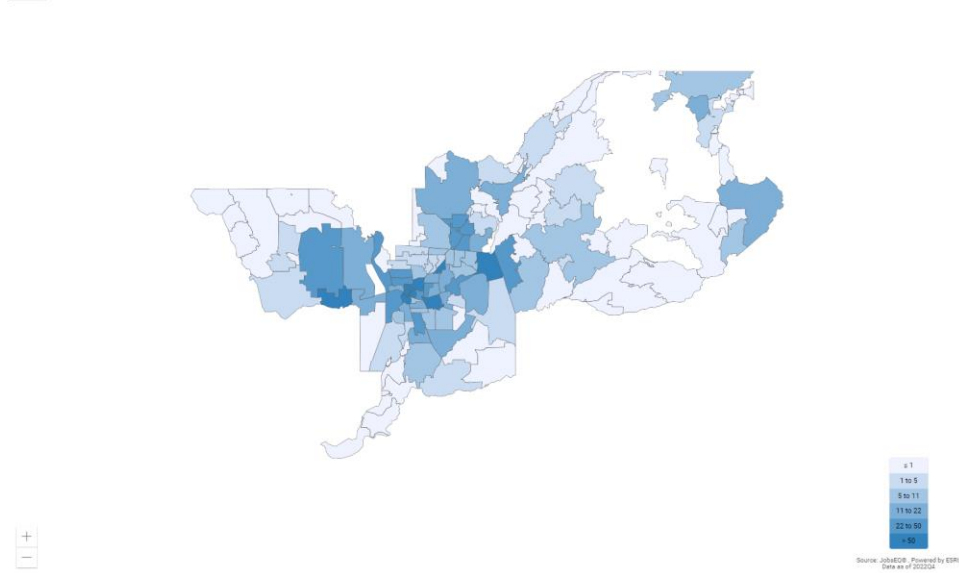 ≤ 1
1 to 5
5 to 11
11 to 22
22 to 50
> 50
+
−
Source: JobsEQ®, Powered by ESRI
Data as of 2022Q4